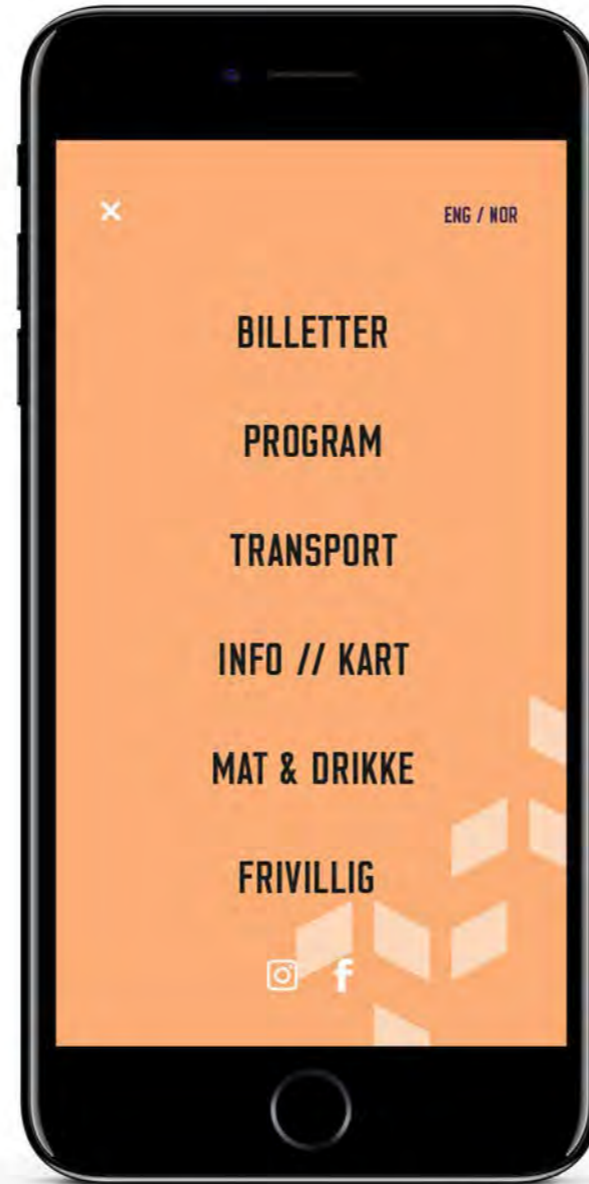 ENG / NOR
BILLETTER
PROGRAM
TRANSPORT
INFO // KART
MAT & DRIKKE
FRIVILLIG